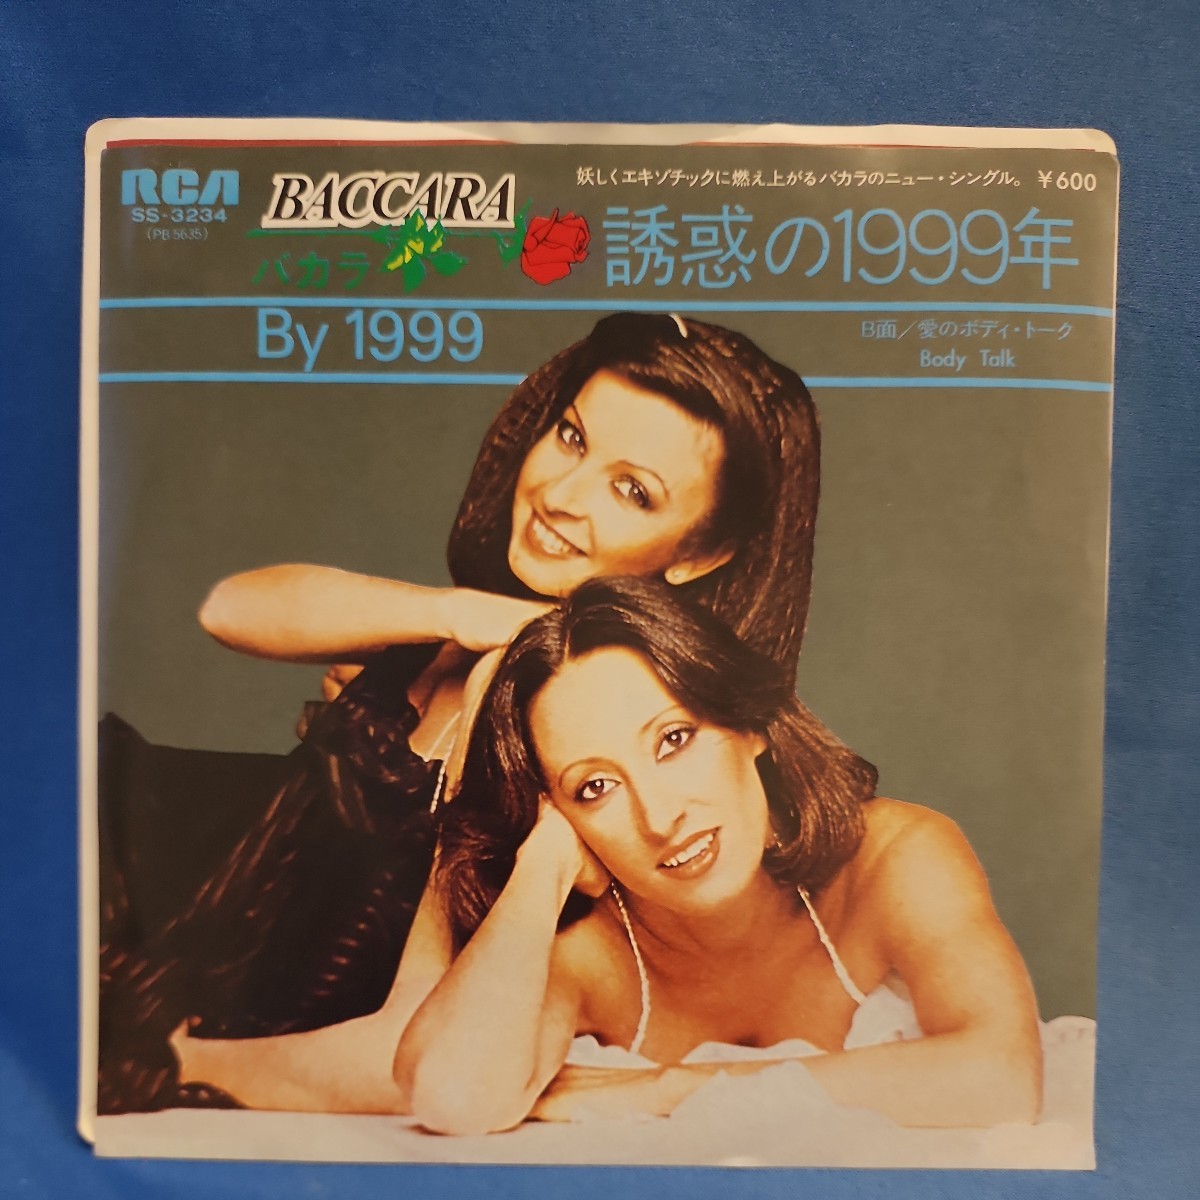 RCA
SS-3234
(PB 5635)
BACCARA
バカラ
妖しくエキゾチックに燃え上がるバカラのニュー・シングル。 ￥600
誘惑の1999年
By 1999
B面／愛のボディ・トーク
Body Talk